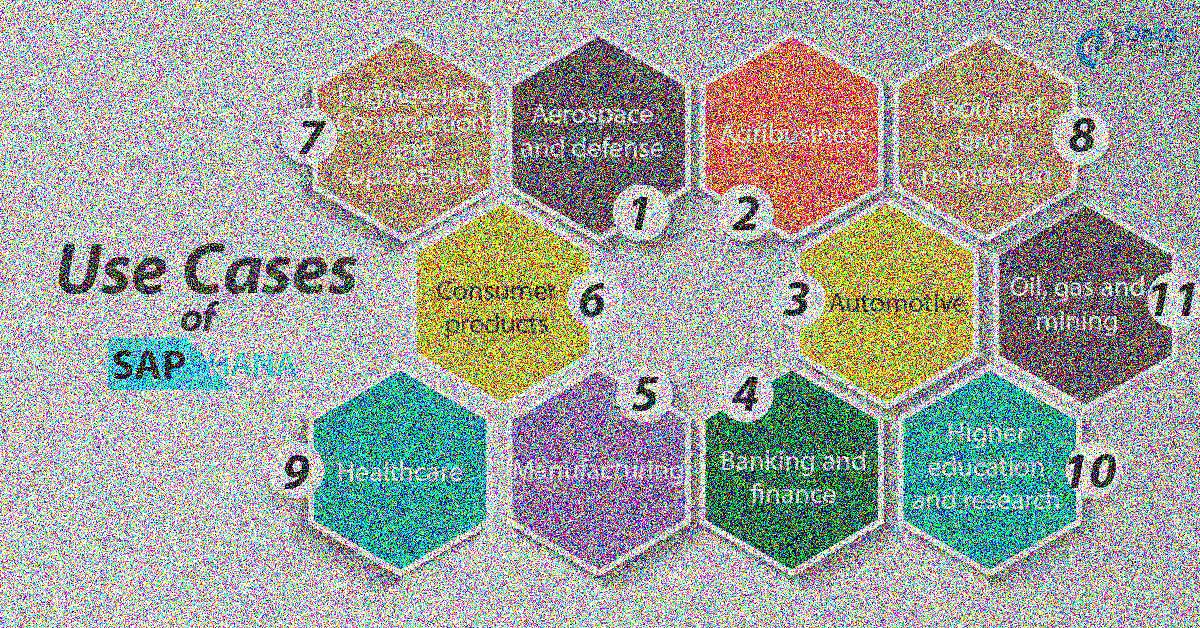 Use Cases
of
SAP HANA
1
Aerospace
and defense
2
Agribusiness
3
Automotive
4
Banking and
finance
5
Manufacturing
6
Consumer
products
7
Engineering,
construction
and
operations
8
Food and
drug
production
9
Healthcare
10
Higher
education
and research
11
Oil, gas and
mining